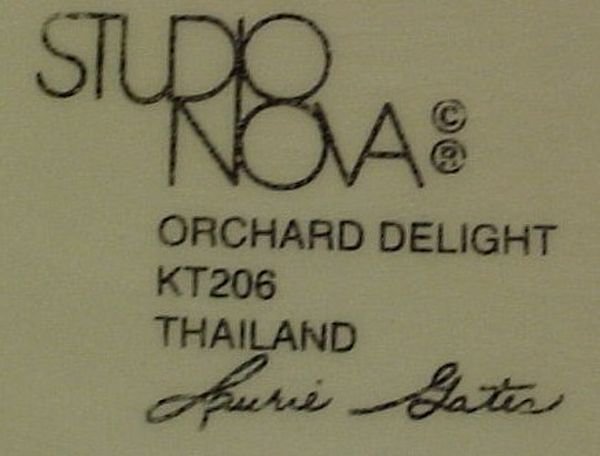 STUDIO
NOVA © ®
ORCHARD DELIGHT
KT206
THAILAND
Laurie Gates